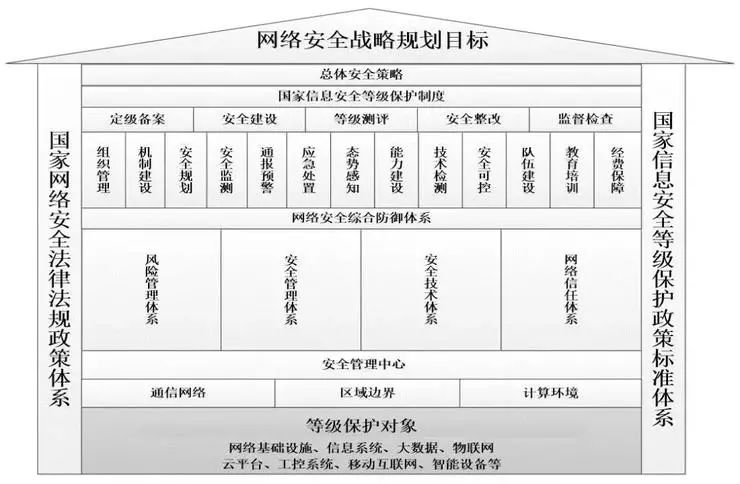 网络安全战略规划目标
国家网络安全法律法规政策体系
总体安全策略
国家信息安全等级保护制度
定级备案 安全建设 等级测评 安全整改 监督检查
组织管理
机制建设
安全规划
安全监测
通报预警
应急处置
态势感知
能力建设
技术检测
安全可控
队伍建设
教育培训
经费保障
网络安全综合防御体系
风险管理体系
安全管理体系
安全技术体系
网络信任体系
安全管理中心
通信网络 区域边界 计算环境
等级保护对象
网络基础设施、信息系统、大数据、物联网
云平台、工控系统、移动互联网、智能设备等
国家信息安全等级保护政策标准体系